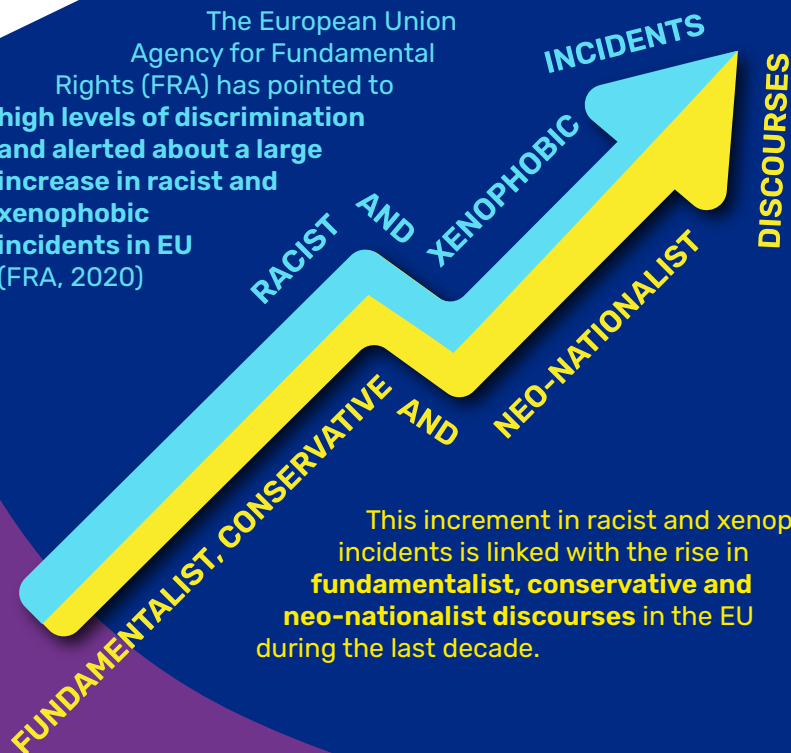 The European Union
Agency for Fundamental
Rights (FRA) has pointed to
high levels of discrimination
and alerted about a large
increase in racist and
xenophobic
incidents in EU
(FRA, 2020)
RACIST AND XENOPHOBIC INCIDENTS
FUNDAMENTALIST, CONSERVATIVE AND NEO-NATIONALIST DISCOURSES
This increment in racist and xenop
incidents is linked with the rise in
fundamentalist, conservative and
neo-nationalist discourses in the EU
during the last decade.